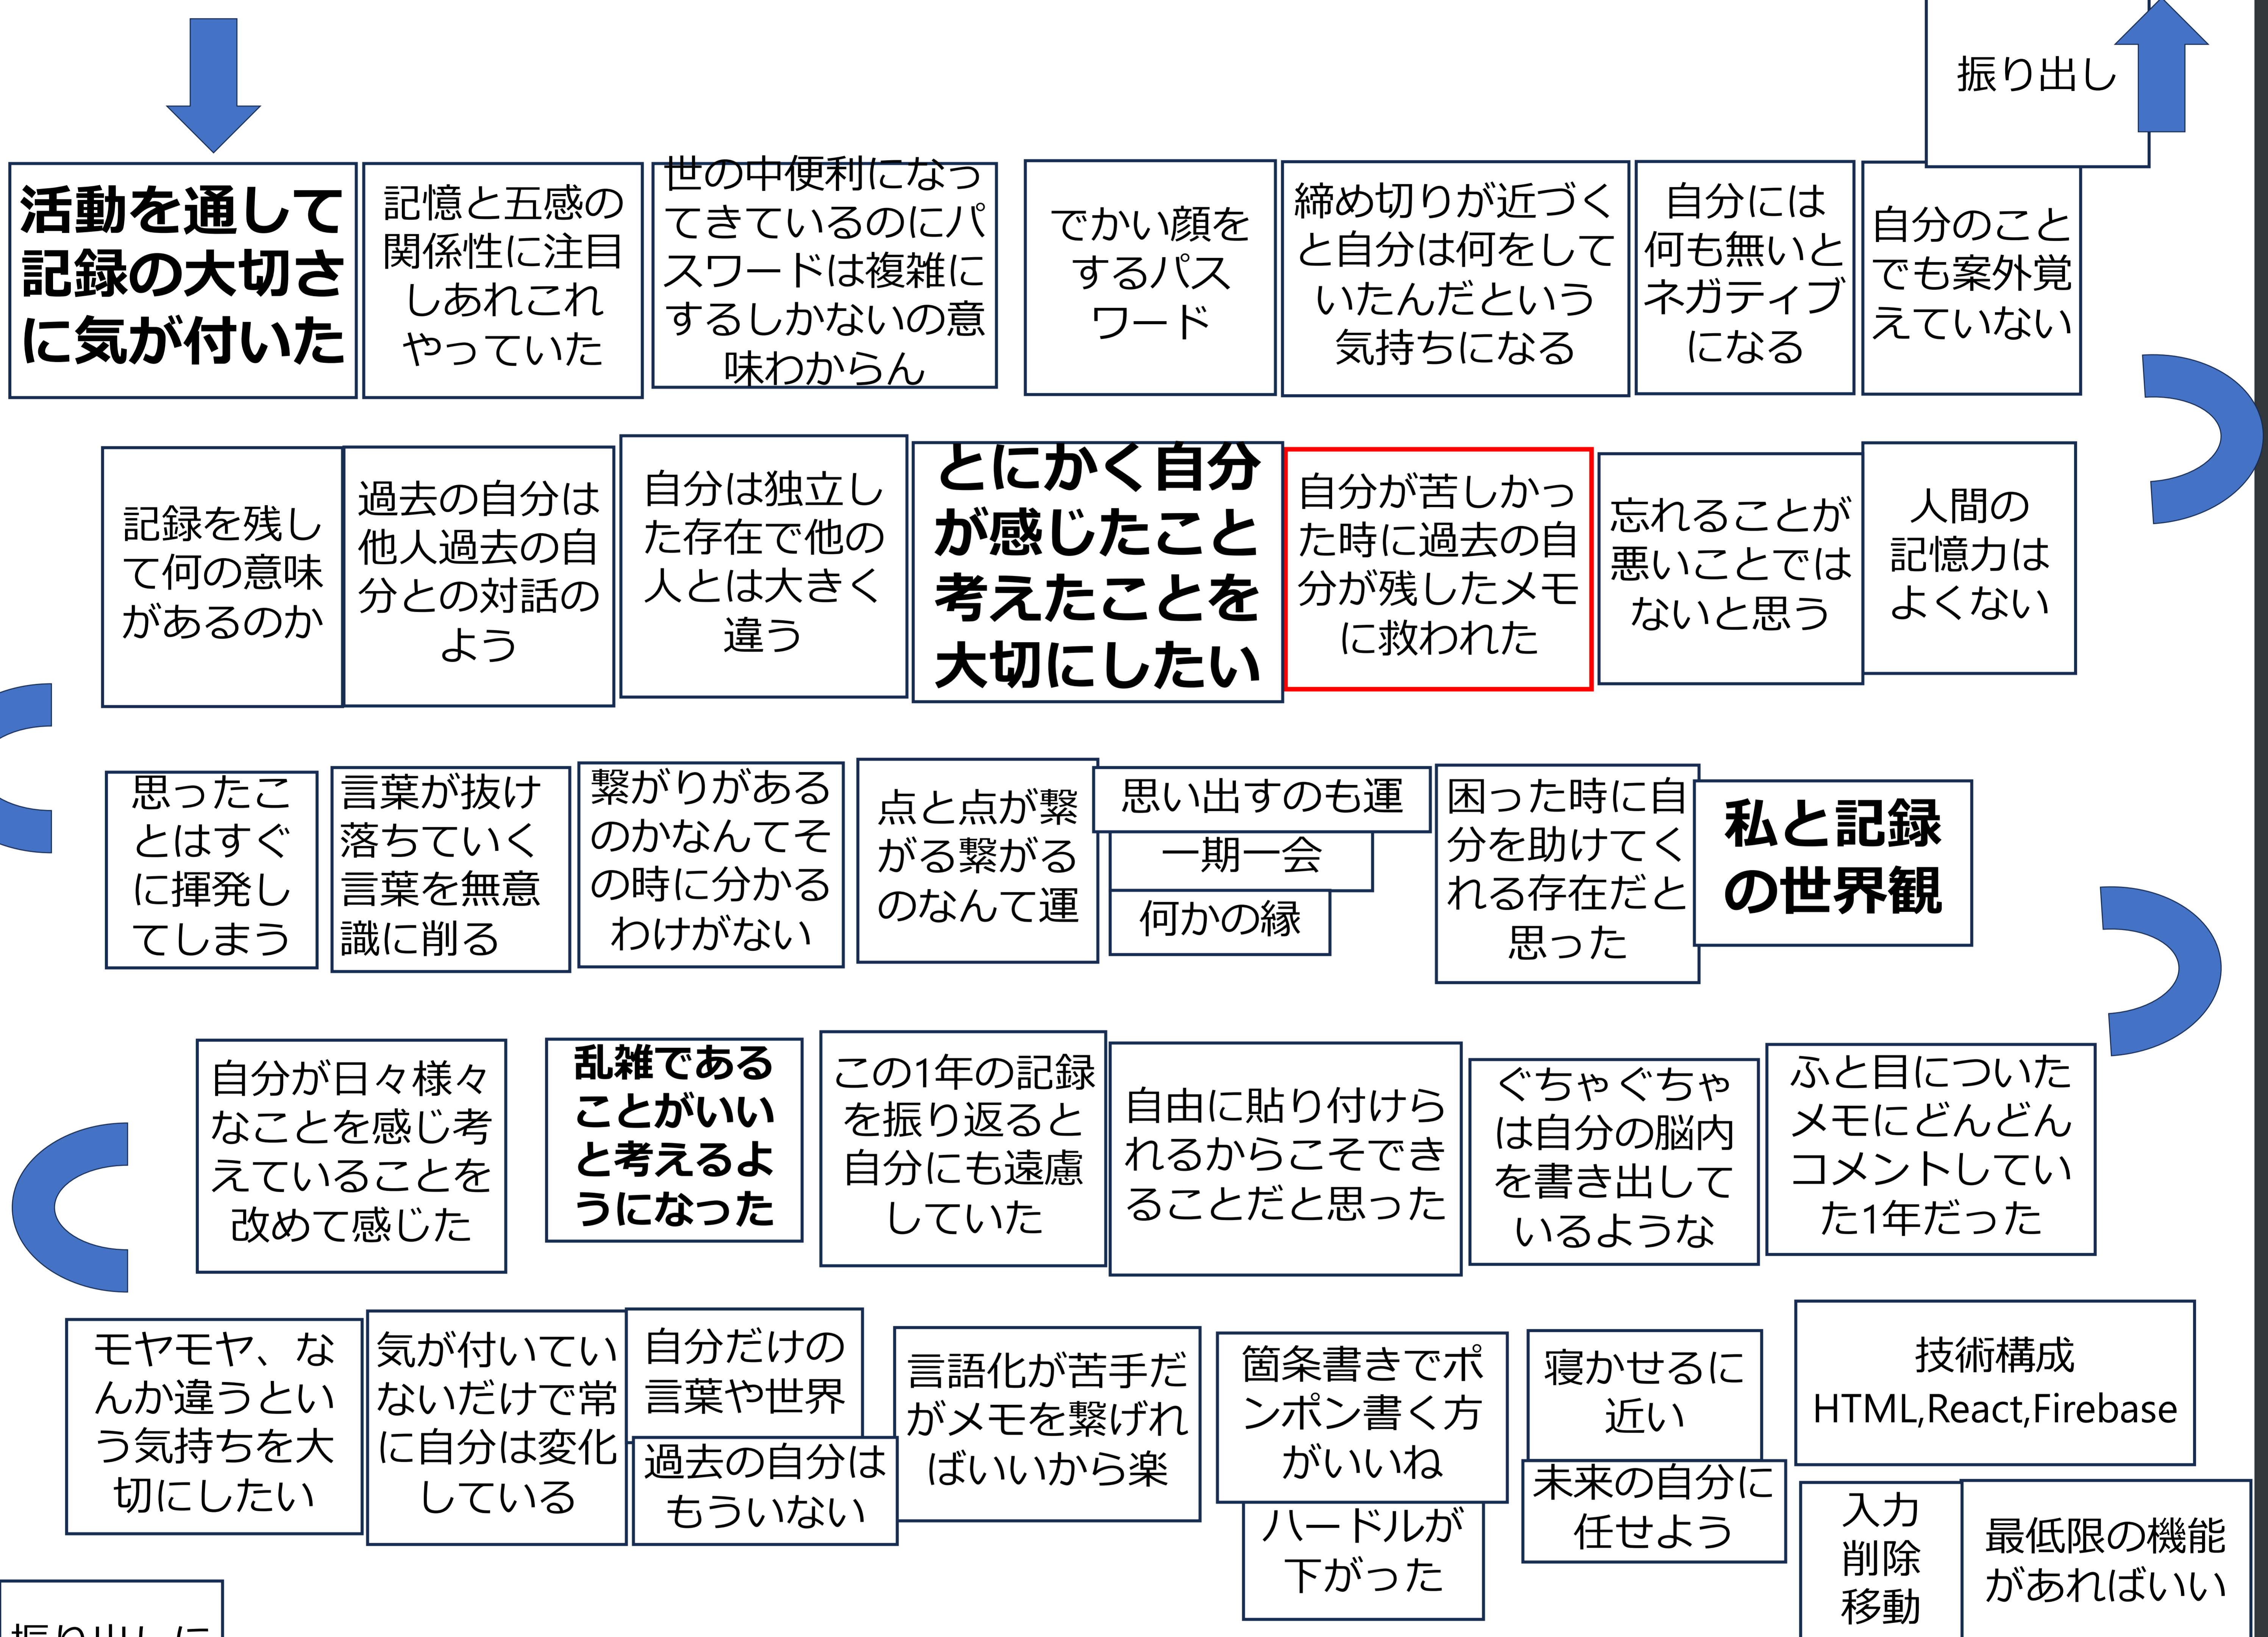 振り出し
活動を通して
記録の大切さ
に気が付いた
記憶と五感の
関係性に注目
しあれこれ
やっていた
世の中便利になっ
てきているのにパ
スワードは複雑に
するしかないの意
味わからん
でかい顔を
するパス
ワード
締め切りが近づく
と自分は何をして
いたんだという
気持ちになる
自分には
何も無いと
ネガティブ
になる
自分のこと
でも案外覚
えていない
記録を残し
て何の意味
があるのか
過去の自分は
他人過去の自
分との対話の
よう
自分は独立し
た存在で他の
人とは大きく
違う
とにかく自分
が感じたこと
考えたことを
大切にしたい
自分が苦しかっ
た時に過去の自
分が残したメモ
に救われた
忘れることが
悪いことでは
ないと思う
人間の
記憶力は
よくない
思ったこ
とはすぐ
に揮発し
てしまう
言葉が抜け
落ちていく
言葉を無意
識に削る
繋がりがある
のかなんてそ
の時に分かる
わけがない
点と点が繋
がる繋がる
のなんて運
思い出すのも運
一期一会
何かの縁
困った時に自
分を助けてく
れる存在だと
思った
私と記録
の世界観
自分が日々様々
なことを感じ考
えていることを
改めて感じた
乱雑である
ことがいい
と考えるよ
うになった
この1年の記録
を振り返ると
自分にも遠慮
していた
自由に貼り付けら
れるからこそでき
ることだと思った
ぐちゃぐちゃ
は自分の脳内
を書き出して
いるような
ふと目についた
メモにどんどん
コメントしてい
た1年だった
モヤモヤ、な
んか違うとい
う気持ちを大
切にしたい
気が付いてい
ないだけで常
に自分は変化
している
自分だけの
言葉や世界
過去の自分は
もういない
言語化が苦手だ
がメモを繋げれ
ばいいから楽
箇条書きでポ
ンポン書く方
がいいね
ハードルが
下がった
寝かせるに
近い
未来の自分に
任せよう
技術構成
HTML,React,Firebase
入力
削除
移動
最低限の機能
があればいい
振り出しに